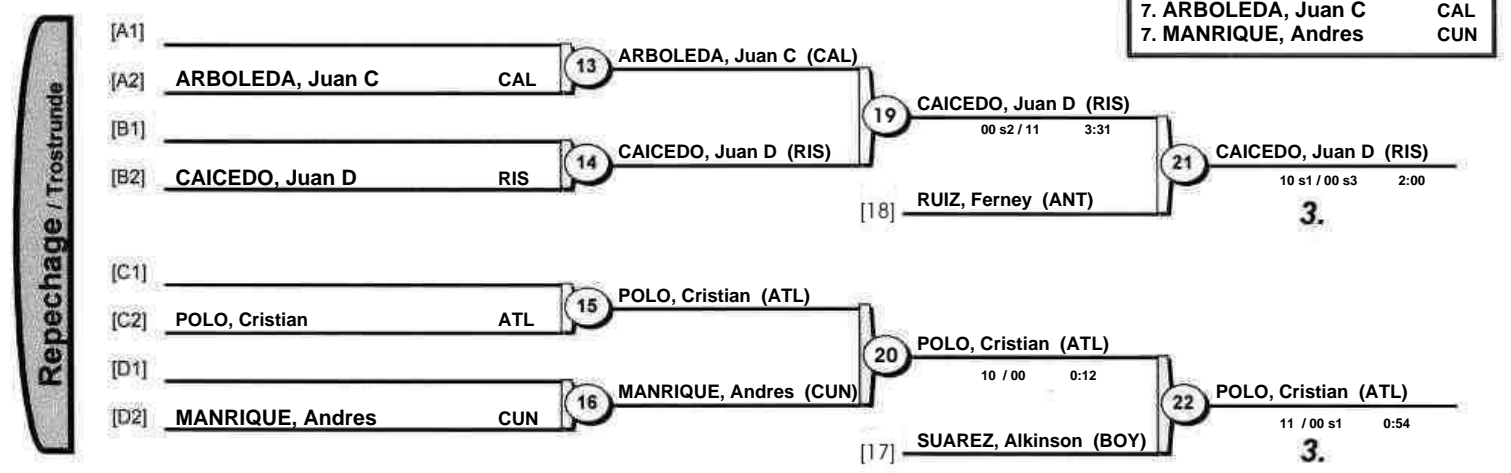 7. ARBOLEDA, Juan C CAL
7. MANRIQUE, Andres CUN
Repechage / Trostrunde
[A1]
[A2] ARBOLEDA, Juan C CAL
13
ARBOLEDA, Juan C (CAL)
[B1]
[B2] CAICEDO, Juan D RIS
14
CAICEDO, Juan D (RIS)
19
CAICEDO, Juan D (RIS)
00 s2 / 11 3:31
[18] RUIZ, Ferney (ANT)
21
CAICEDO, Juan D (RIS)
10 s1 / 00 s3 2:00
3.
[C1]
[C2] POLO, Cristian ATL
15
POLO, Cristian (ATL)
[D1]
[D2] MANRIQUE, Andres CUN
16
MANRIQUE, Andres (CUN)
20
POLO, Cristian (ATL)
10 / 00 0:12
[17] SUAREZ, Alkinson (BOY)
22
POLO, Cristian (ATL)
11 / 00 s1 0:54
3.